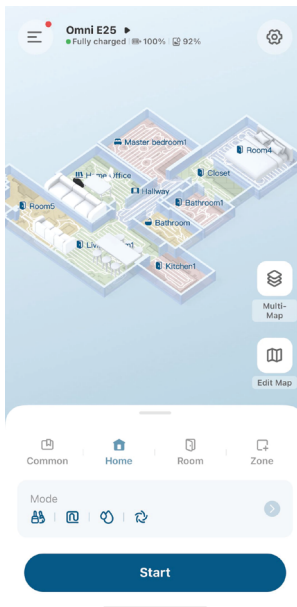 Omni E25
Fully charged 100% 92%
Master bedroom1
Room4
Home Office
Closet
Hallway
Room5
Bathroom1
Bathroom
Kitchen1
Multi-
Map
Edit Map
Common Home Room Zone
Mode
Start